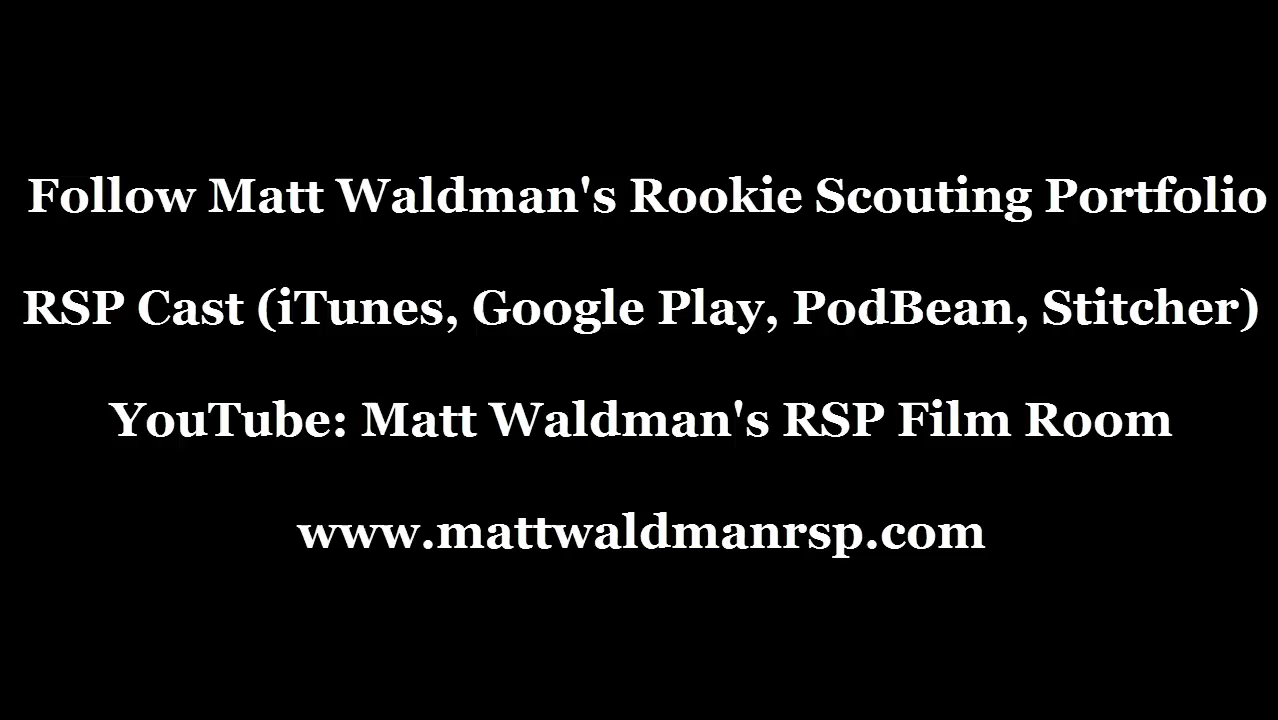 Follow Matt Waldman's Rookie Scouting Portfolio
RSP Cast (iTunes, Google Play, PodBean, Stitcher)
YouTube: Matt Waldman's RSP Film Room
www.mattwaldmanrsp.com